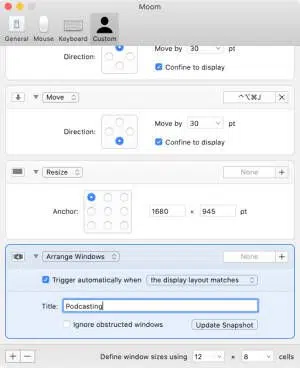 Moom
General Mouse Keyboard Custom
Direction: Move by 30 pt
Confine to display
Move ^⌥⌘J ×
Move by 30 pt
Direction:
Confine to display
Resize None +
Anchor: 1680 × 945 pt
Arrange Windows None +
Trigger automatically when the display layout matches
Title: Podcasting
Ignore obstructed windows Update Snapshot
+ − Define window sizes using 12 × 8 cells